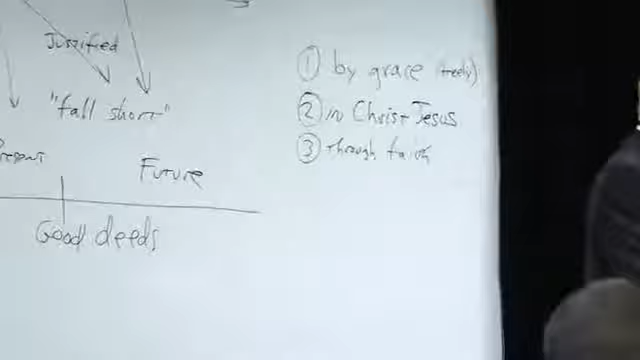 Justified
"fall short"
Present
Future
Good deeds
① by grace (freely)
② in Christ Jesus
③ through faith